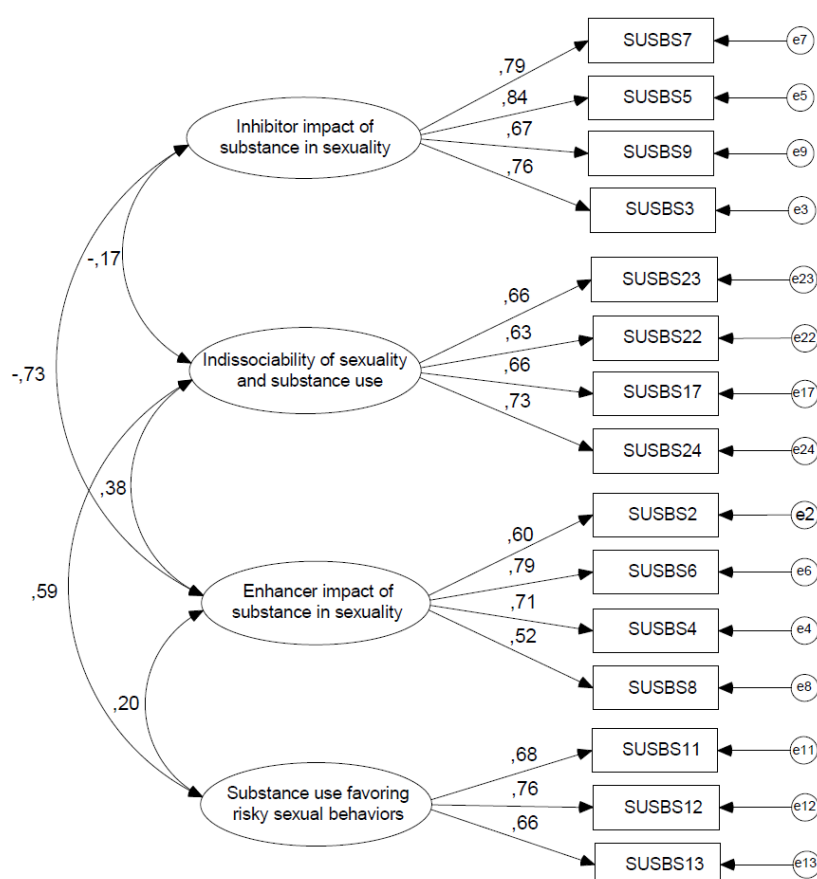 SUSBS7
e7
,79
SUSBS5
e5
,84
Inhibitor impact of
substance in sexuality
,67
SUSBS9
e9
,76
SUSBS3
e3
-,17
SUSBS23
e23
,66
SUSBS22
e22
,63
Indissociability of sexuality
and substance use
,66
SUSBS17
e17
-,73
,73
SUSBS24
e24
,38
SUSBS2
e2
,60
SUSBS6
e6
,79
,59
Enhancer impact of
substance in sexuality
,71
SUSBS4
e4
,52
SUSBS8
e8
,20
SUSBS11
e11
,68
Substance use favoring
risky sexual behaviors
,76
SUSBS12
e12
,66
SUSBS13
e13